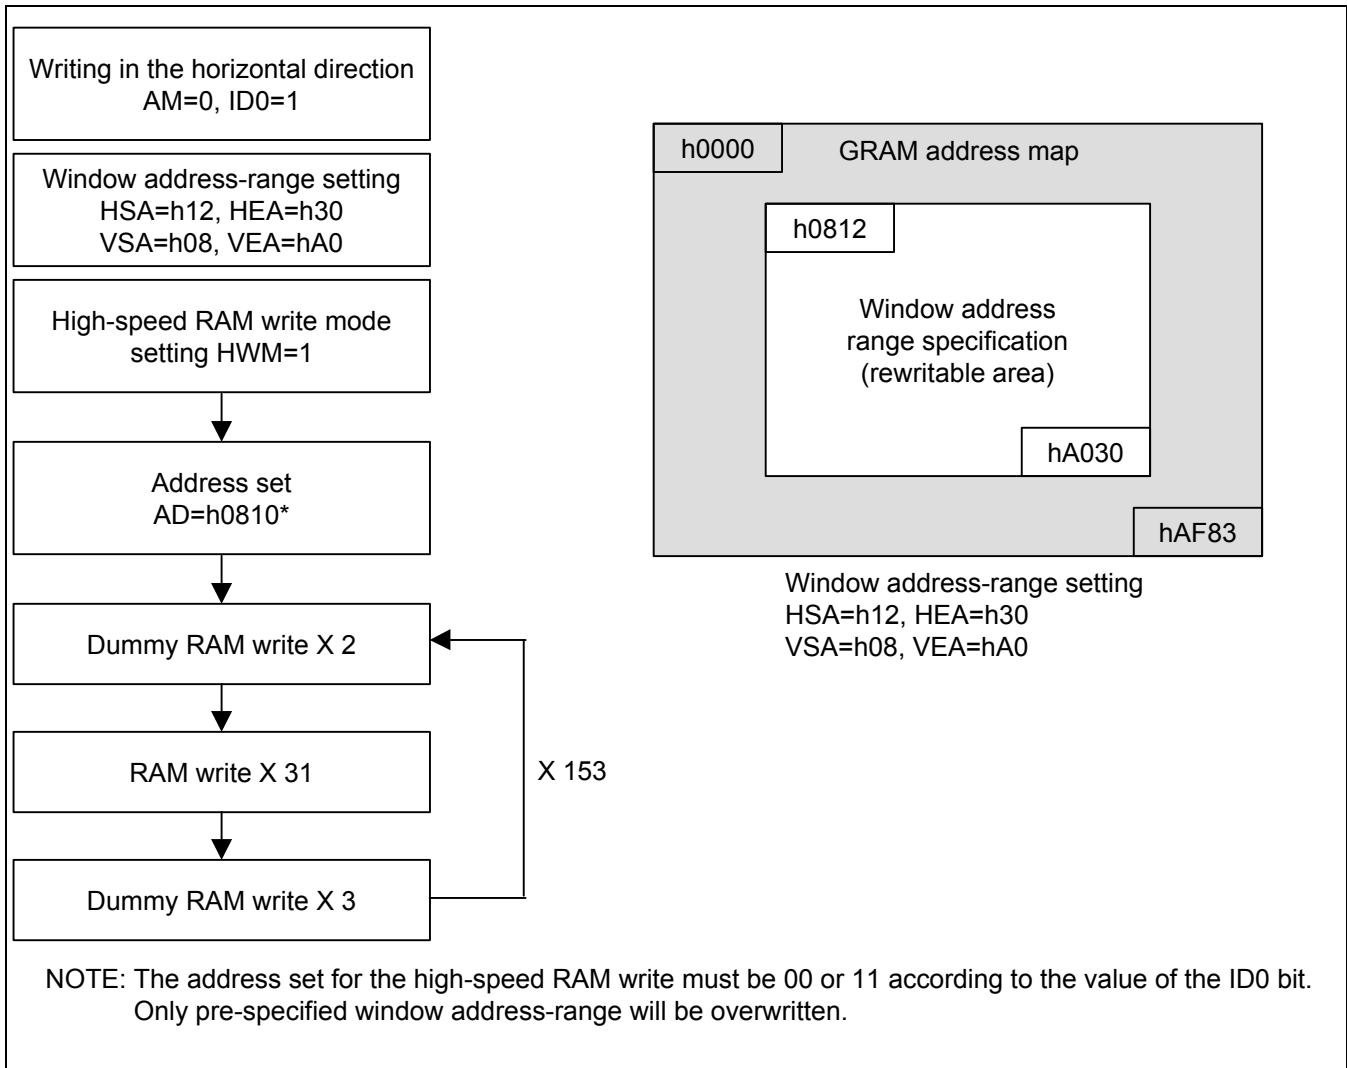 Writing in the horizontal direction
AM=0, ID0=1
Window address-range setting
HSA=h12, HEA=h30
VSA=h08, VEA=hA0
High-speed RAM write mode
setting HWM=1
Address set
AD=h0810*
Dummy RAM write X 2
RAM write X 31
X 153
Dummy RAM write X 3
h0000
GRAM address map
h0812
Window address
range specification
(rewritable area)
hA030
hAF83
Window address-range setting
HSA=h12, HEA=h30
VSA=h08, VEA=hA0
NOTE: The address set for the high-speed RAM write must be 00 or 11 according to the value of the ID0 bit.
Only pre-specified window address-range will be overwritten.